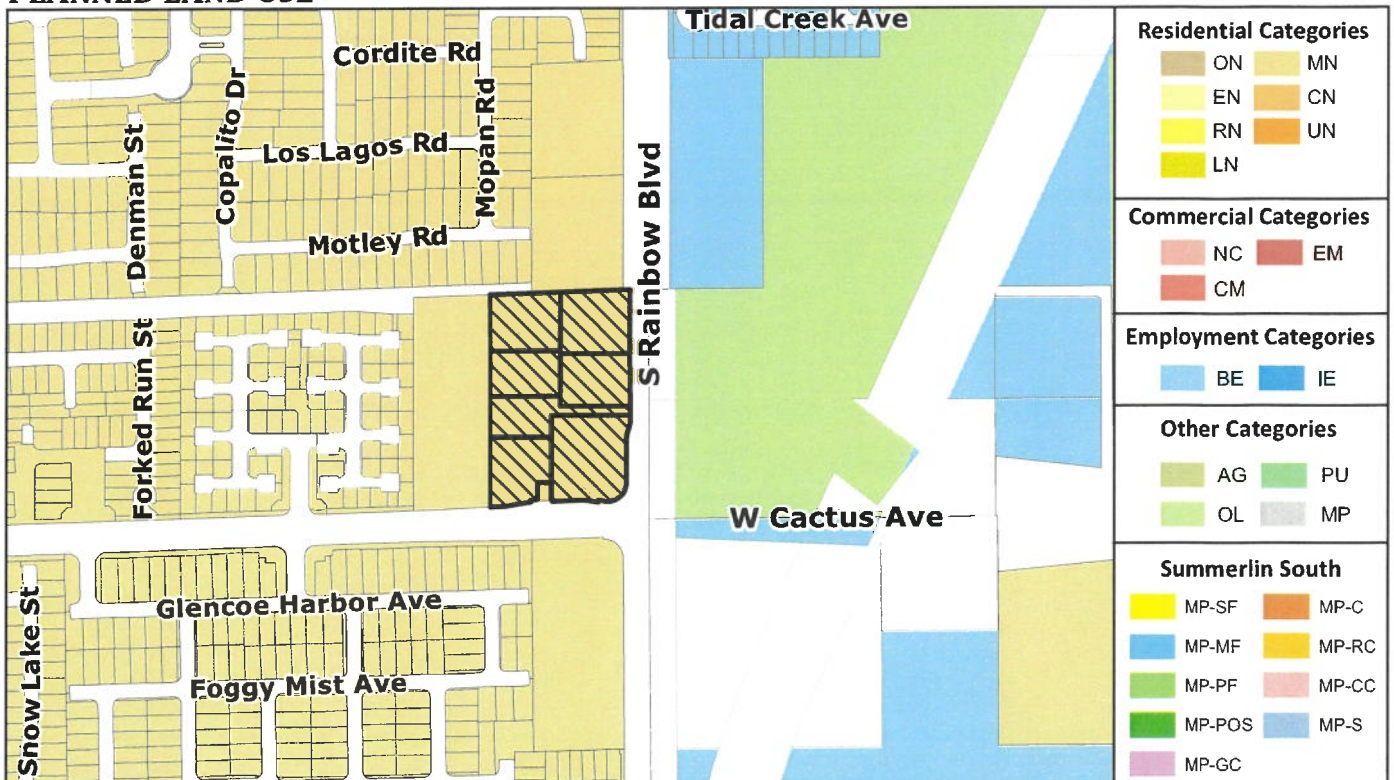 PLANNED LAND USE
Tidal Creek Ave
Cordite Rd
Copalito Dr
Mopan Rd
Los Lagos Rd
Denman St
S Rainbow Blvd
Motley Rd
Forked Run St
W Cactus Ave
Glencoe Harbor Ave
Snow Lake St
Foggy Mist Ave
Residential Categories
ON MN
EN CN
RN UN
LN
Commercial Categories
NC EM
CM
Employment Categories
BE IE
Other Categories
AG PU
OL MP
Summerlin South
MP-SF MP-C
MP-MF MP-RC
MP-PF MP-CC
MP-POS MP-S
MP-GC